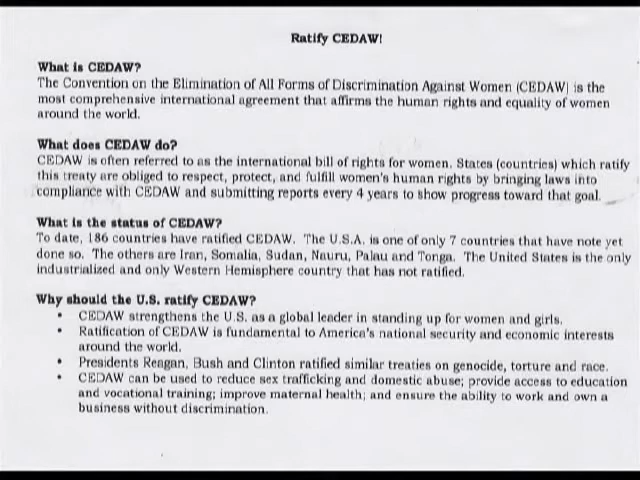 Ratify CEDAW!
What is CEDAW?
The Convention on the Elimination of All Forms of Discrimination Against Women (CEDAW) is the
most comprehensive international agreement that affirms the human rights and equality of women
around the world.
What does CEDAW do?
CEDAW is often referred to as the international bill of rights for women. States (countries) which ratify
this treaty are obliged to respect, protect, and fulfill women's human rights by bringing laws into
compliance with CEDAW and submitting reports every 4 years to show progress toward that goal.
What is the status of CEDAW?
To date, 186 countries have ratified CEDAW. The U.S.A. is one of only 7 countries that have note yet
done so. The others are Iran, Somalia, Sudan, Nauru, Palau and Tonga. The United States is the only
industrialized and only Western Hemisphere country that has not ratified.
Why should the U.S. ratify CEDAW?
• CEDAW strengthens the U.S. as a global leader in standing up for women and girls.
• Ratification of CEDAW is fundamental to America's national security and economic interests
around the world.
• Presidents Reagan, Bush and Clinton ratified similar treaties on genocide, torture and race.
• CEDAW can be used to reduce sex trafficking and domestic abuse; provide access to education
and vocational training; improve maternal health; and ensure the ability to work and own a
business without discrimination.